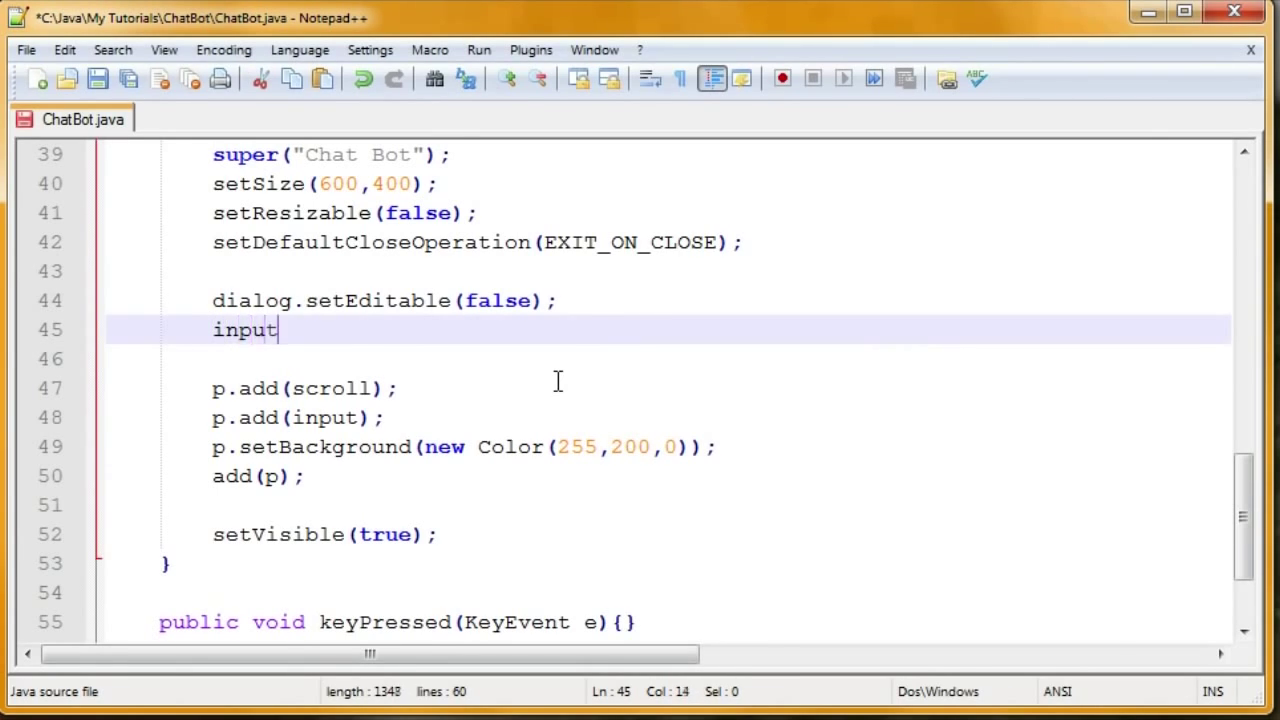 *C:\Java\My Tutorials\ChatBot\ChatBot.java - Notepad++
File Edit Search View Encoding Language Settings Macro Run Plugins Window ? X
ABC
ChatBot.java
39 super("Chat Bot");
40 setSize(600,400);
41 setResizable(false);
42 setDefaultCloseOperation(EXIT_ON_CLOSE);
43
44 dialog.setEditable(false);
45 input
46
47 p.add(scroll);
48 p.add(input);
49 p.setBackground(new Color(255,200,0));
50 add(p);
51
52 setVisible(true);
53 }
54
55 public void keyPressed(KeyEvent e){}
Java source file length : 1348 lines : 60 Ln : 45 Col : 14 Sel : 0 Dos\Windows ANSI INS